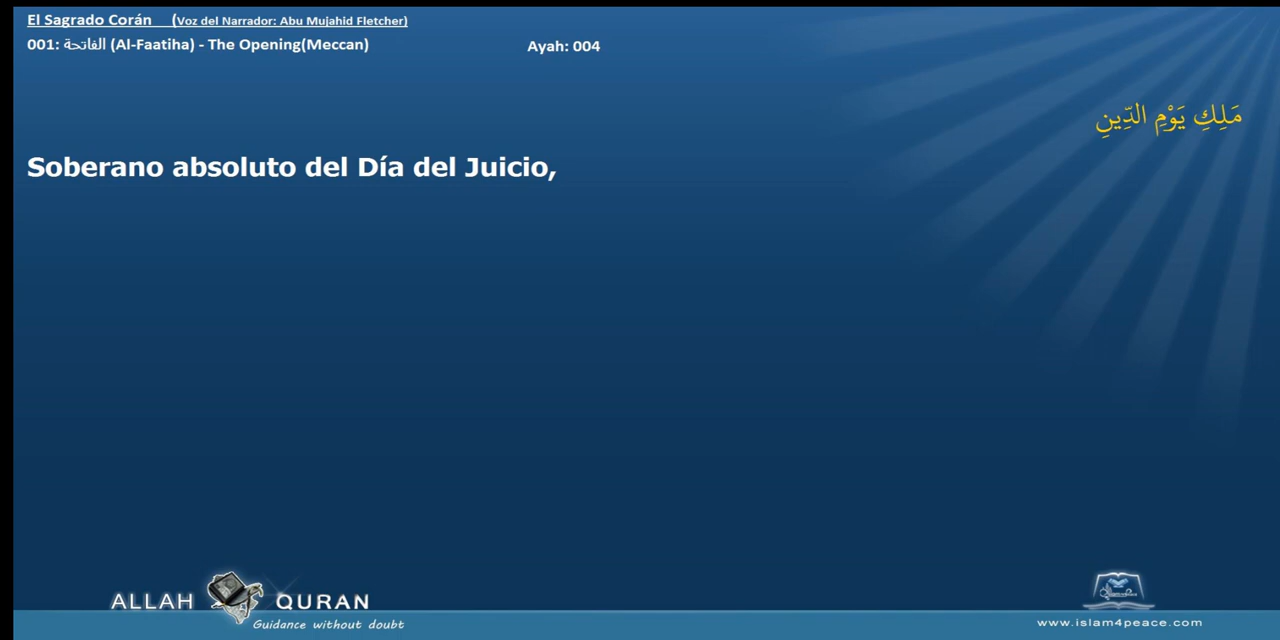 El Sagrado Corán (Voz del Narrador: Abu Mujahid Fletcher)
001: الفاتحة (Al-Faatiha) - The Opening(Meccan) Ayah: 004
مَلِكِ يَوْمِ الدِّينِ
Soberano absoluto del Día del Juicio,
ALLAH QURAN
Guidance without doubt
www.islam4peace.com